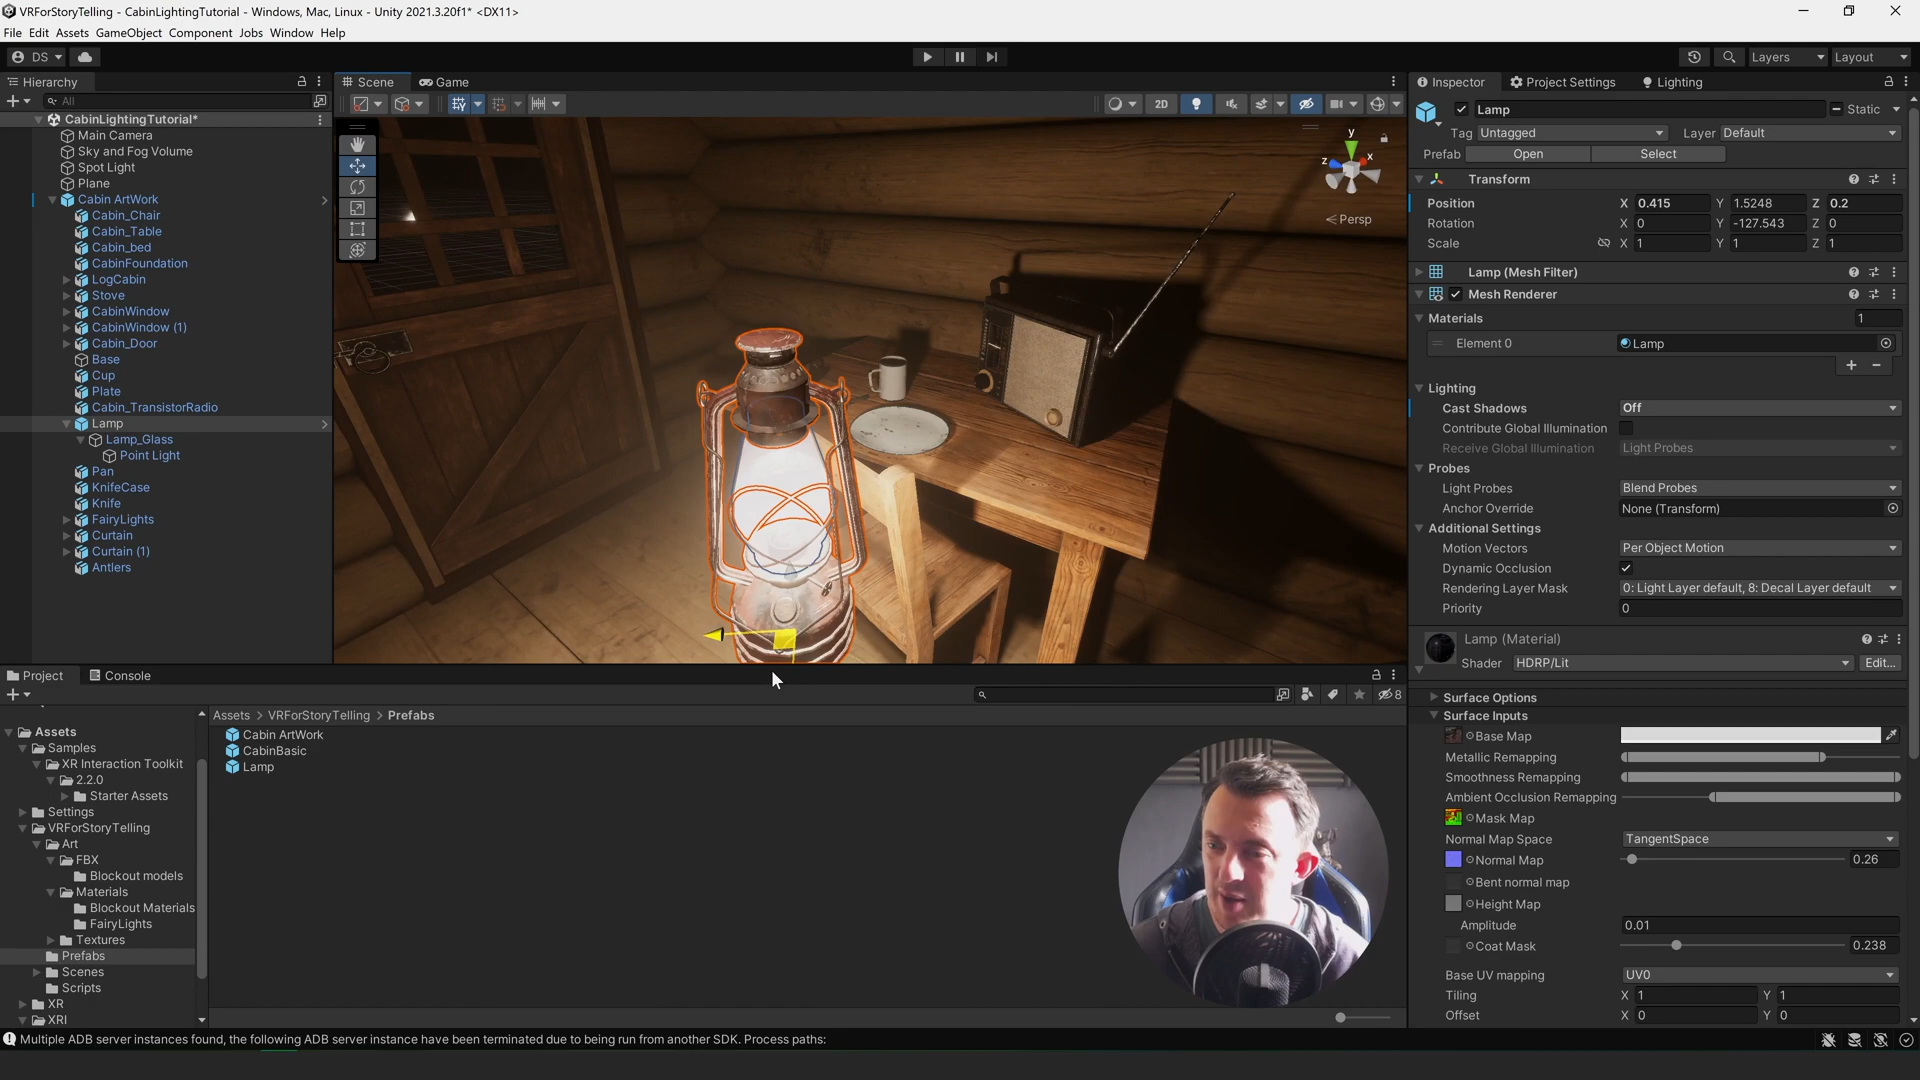 VRForStoryTelling - CabinLightingTutorial - Windows, Mac, Linux - Unity 2021.3.20f1* <DX11>
File Edit Assets GameObject Component Jobs Window Help
DS
Layers
Layout
Hierarchy
All
CabinLightingTutorial*
Main Camera
Sky and Fog Volume
Spot Light
Plane
Cabin ArtWork
Cabin_Chair
Cabin_Table
Cabin_bed
CabinFoundation
LogCabin
Stove
CabinWindow
CabinWindow (1)
Cabin_Door
Base
Cup
Plate
Cabin_TransistorRadio
Lamp
Lamp_Glass
Point Light
Pan
KnifeCase
Knife
FairyLights
Curtain
Curtain (1)
Antlers
Scene Game
2D
y
x
z
Persp
Inspector Project Settings Lighting
Lamp
Static
Tag Untagged Layer Default
Prefab Open Select
Transform
Position X 0.415 Y 1.5248 Z 0.2
Rotation X 0 Y -127.543 Z 0
Scale X 1 Y 1 Z 1
Lamp (Mesh Filter)
Mesh Renderer
Materials 1
Element 0 Lamp
Lighting
Cast Shadows Off
Contribute Global Illumination
Receive Global Illumination Light Probes
Probes
Light Probes Blend Probes
Anchor Override None (Transform)
Additional Settings
Motion Vectors Per Object Motion
Dynamic Occlusion
Rendering Layer Mask 0: Light Layer default, 8: Decal Layer default
Priority 0
Lamp (Material)
Shader HDRP/Lit Edit...
Surface Options
Surface Inputs
Base Map
Metallic Remapping
Smoothness Remapping
Ambient Occlusion Remapping
Mask Map
Normal Map Space TangentSpace
Normal Map 0.26
Bent normal map
Height Map
Amplitude 0.01
Coat Mask 0.238
Base UV mapping UV0
Tiling X 1 Y 1
Offset X 0 Y 0
Project Console
8
Assets
Samples
XR Interaction Toolkit
2.2.0
Starter Assets
Settings
VRForStoryTelling
Art
FBX
Blockout models
Materials
Blockout Materials
FairyLights
Textures
Prefabs
Scenes
Scripts
XR
XRI
Assets > VRForStoryTelling > Prefabs
Cabin ArtWork
CabinBasic
Lamp
Multiple ADB server instances found, the following ADB server instance have been terminated due to being run from another SDK. Process paths: